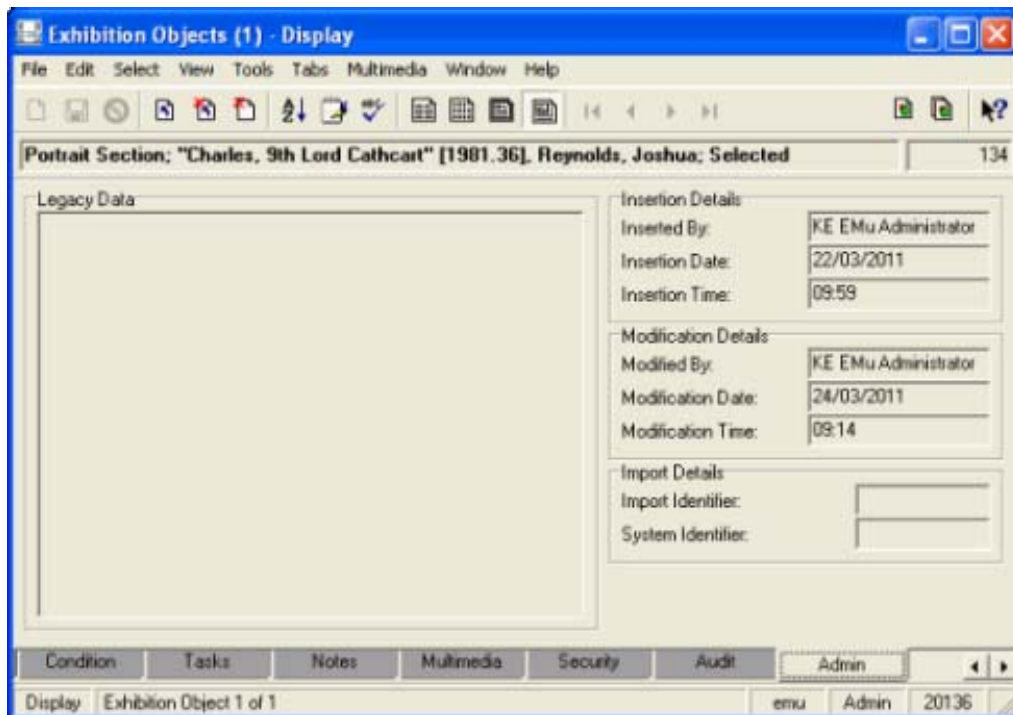 Exhibition Objects (1) - Display
File Edit Select View Tools Tabs Multimedia Window Help
Portrait Section; "Charles, 9th Lord Cathcart" [1981.36], Reynolds, Joshua; Selected 134
Legacy Data
Insertion Details
Inserted By: KE EMu Administrator
Insertion Date: 22/03/2011
Insertion Time: 09:59
Modification Details
Modified By: KE EMu Administrator
Modification Date: 24/03/2011
Modification Time: 09:14
Import Details
Import Identifier:
System Identifier:
Condition Tasks Notes Multimedia Security Audit Admin
Display Exhibition Object 1 of 1 emu Admin 20136